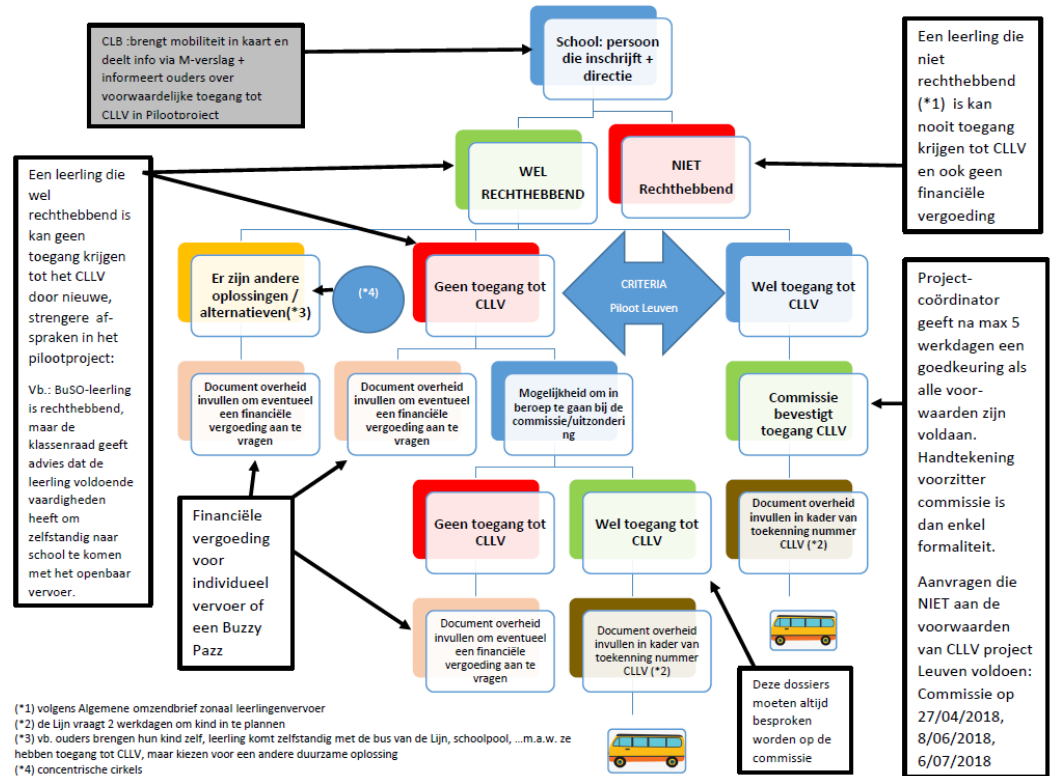 CLB :brengt mobiliteit in kaart en
deelt info via M-verslag +
informeert ouders over
voorwaardelijke toegang tot
CLLV in Pilootproject
School: persoon
die inschrijft +
directie
Een leerling die
niet
rechthebbend
(*1) is kan
nooit toegang
krijgen tot CLLV
en ook geen
financiële
vergoeding
WEL
RECHTHEBBEND
NIET
Rechthebbend
Een leerling die
wel
rechthebbend is
kan geen
toegang krijgen
tot het CLLV
door nieuwe,
strengere af-
spraken in het
pilootproject:
Vb.: BuSO-leerling
is rechthebbend,
maar de
klassenraad geeft
advies dat de
leerling voldoende
vaardigheden
heeft om
zelfstandig naar
school te komen
met het openbaar
vervoer.
Er zijn andere
oplossingen /
alternatieven(*3)
(*4)
Geen toegang tot
CLLV
CRITERIA
Piloot Leuven
Wel toegang tot
CLLV
Project-
coördinator
geeft na max 5
werkdagen een
goedkeuring als
alle voor-
waarden zijn
voldaan.
Handtekening
voorzitter
commissie is
dan enkel
formaliteit.
Aanvragen die
NIET aan de
voorwaarden
van CLLV project
Leuven voldoen:
Commissie op
27/04/2018,
8/06/2018,
6/07/2018
Document overheid
invullen om eventueel
een financiële
vergoeding aan te
vragen
Document overheid
invullen om eventueel
een financiële
vergoeding aan te
vragen
Mogelijkheid om in
beroep te gaan bij de
commissie/uitzonderi
ng
Commissie
bevestigt
toegang CLLV
Financiële
vergoeding
voor
individueel
vervoer of
een Buzzy
Pazz
Geen toegang tot
CLLV
Wel toegang tot
CLLV
Document overheid
invullen in kader van
toekenning nummer
CLLV (*2)
Document overheid
invullen om eventueel
een financiële
vergoeding aan te
vragen
Document overheid
invullen in kader van
toekenning nummer
CLLV (*2)
Deze dossiers
moeten altijd
besproken
worden op de
commissie
(*1) volgens Algemene omzendbrief zonaal leerlingenvervoer
(*2) de Lijn vraagt 2 werkdagen om kind in te plannen
(*3) vb. ouders brengen hun kind zelf, leerling komt zelfstandig met de bus van de Lijn, schoolpool, ...m.a.w. ze
hebben toegang tot CLLV, maar kiezen voor een andere duurzame oplossing
(*4) concentrische cirkels